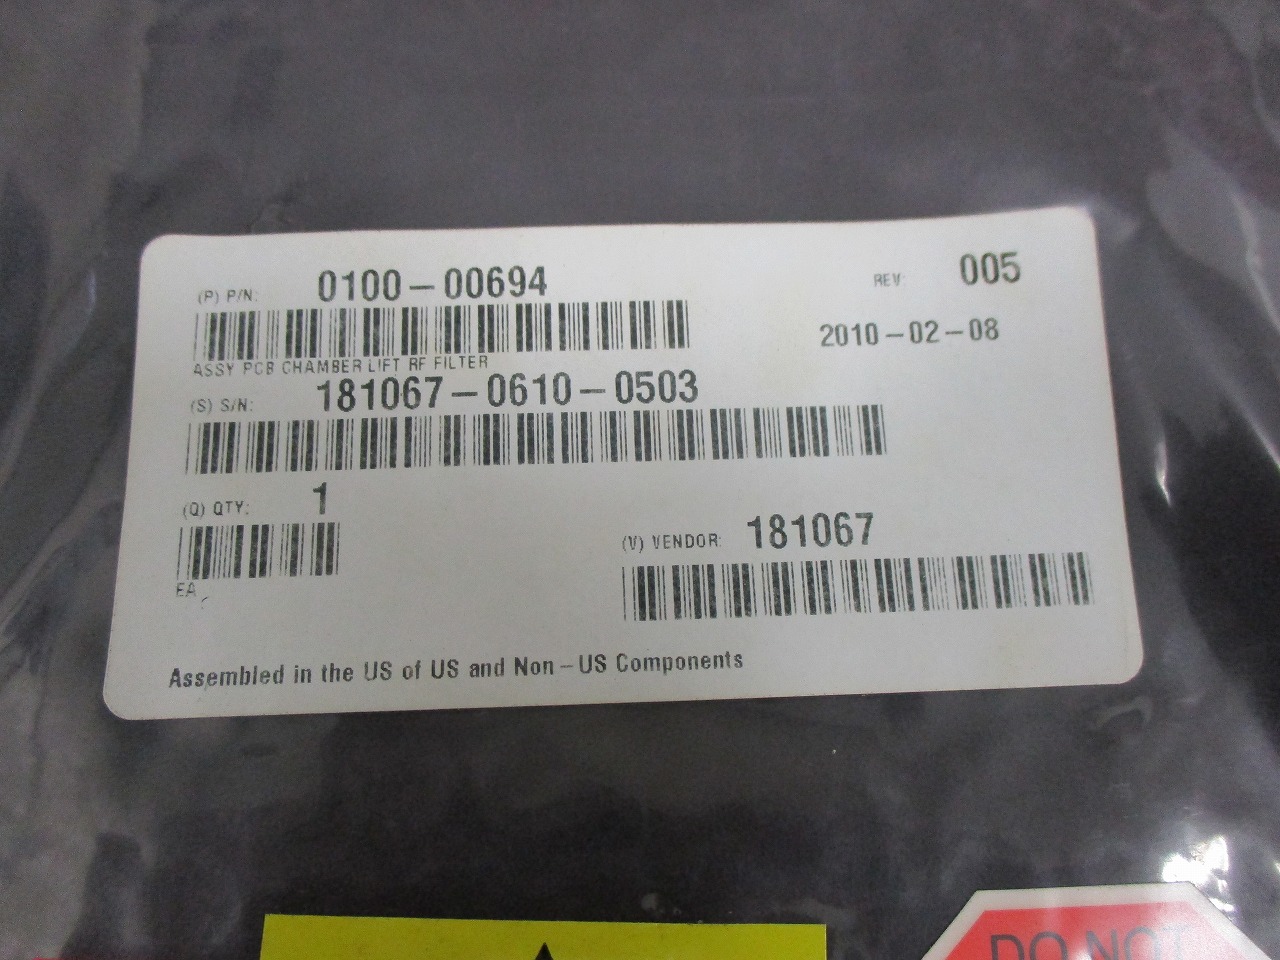 (P) P/N: 0100-00694
REV: 005
2010-02-08
ASSY PCB CHAMBER LIFT RF FILTER
(S) S/N: 181067-0610-0503
(Q) QTY: 1
(V) VENDOR: 181067
EA
Assembled in the US of US and Non-US Components
DO NOT